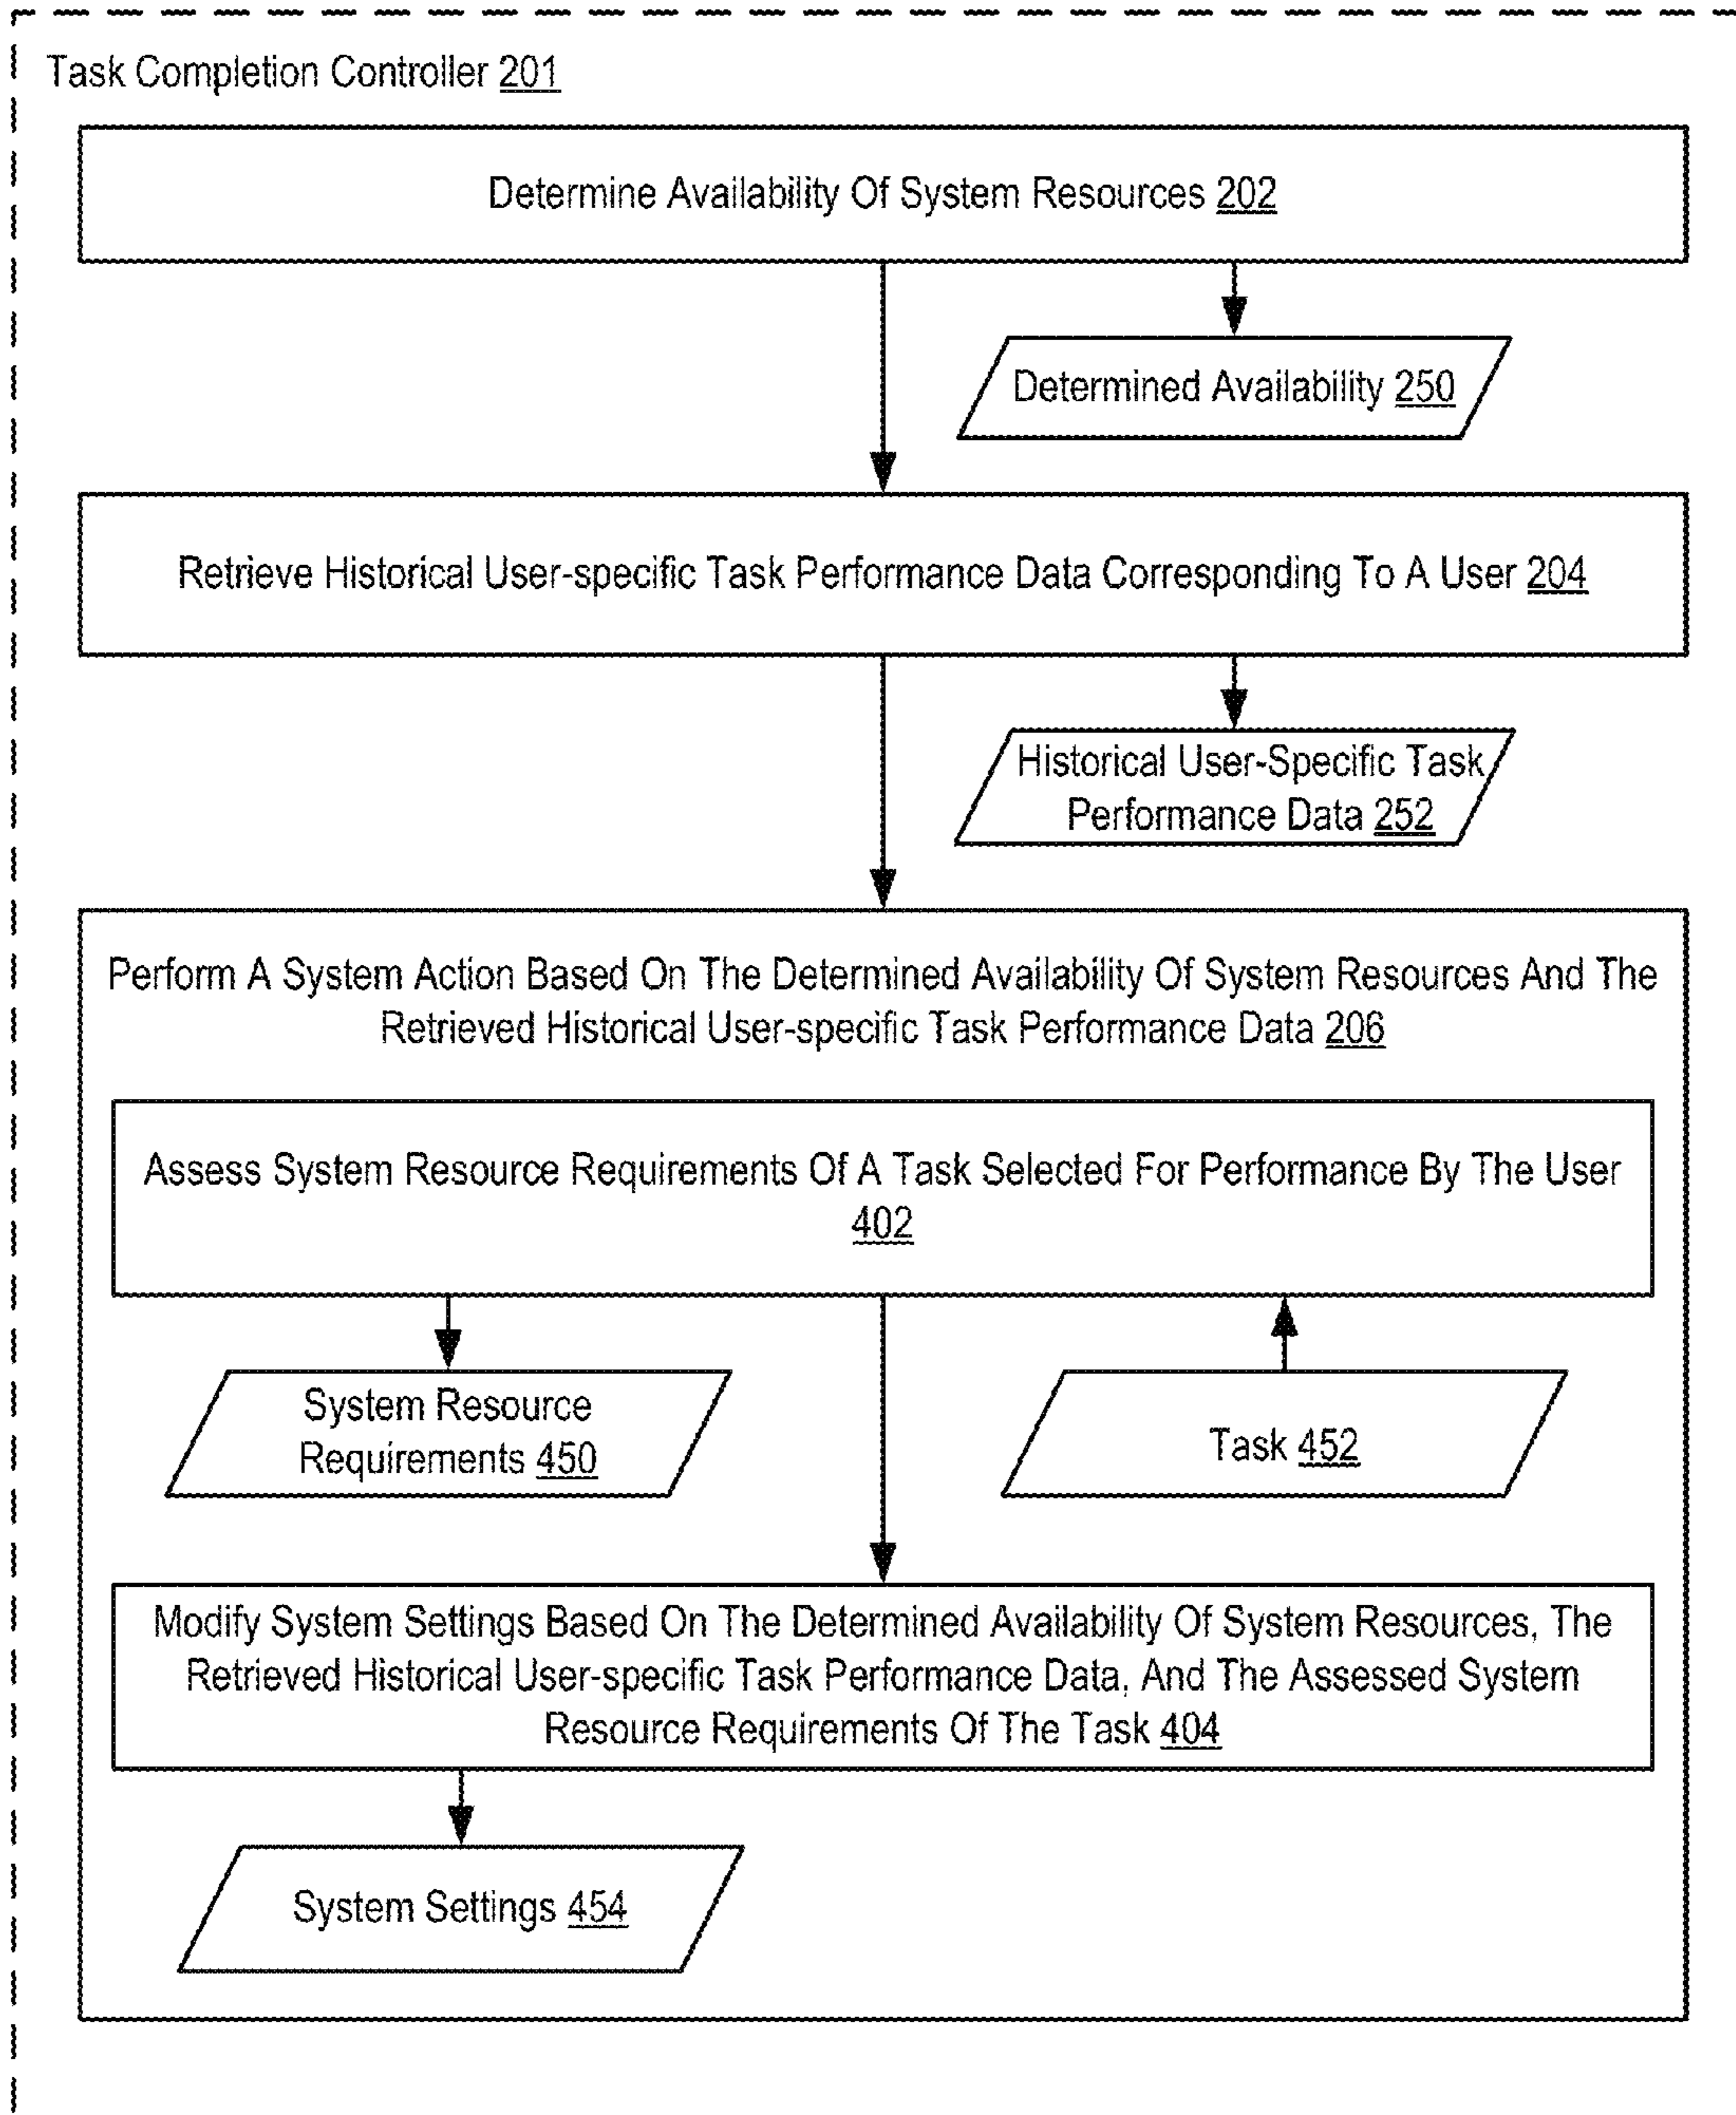 Task Completion Controller 201
Determine Availability Of System Resources 202
Determined Availability 250
Retrieve Historical User-specific Task Performance Data Corresponding To A User 204
Historical User-Specific Task
Performance Data 252
Perform A System Action Based On The Determined Availability Of System Resources And The
Retrieved Historical User-specific Task Performance Data 206
Assess System Resource Requirements Of A Task Selected For Performance By The User
402
System Resource
Requirements 450
Task 452
Modify System Settings Based On The Determined Availability Of System Resources, The
Retrieved Historical User-specific Task Performance Data, And The Assessed System
Resource Requirements Of The Task 404
System Settings 454